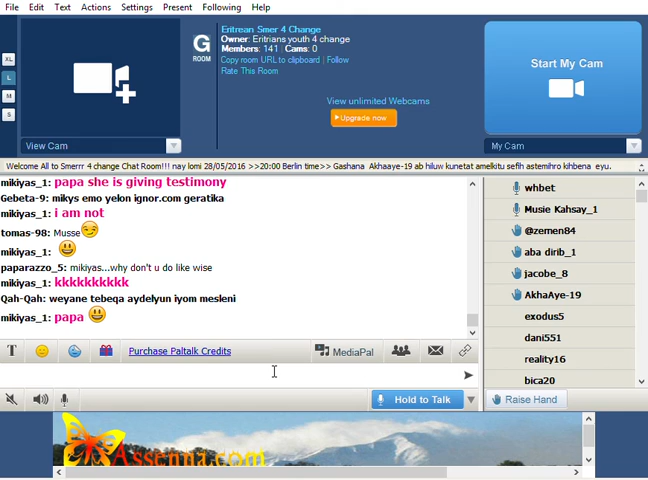 File Edit Text Actions Settings Present Following Help
XL
L
M
S
View Cam
G
ROOM
Eritrean Smer 4 Change
Owner: Eritrians youth 4 change
Members: 141 | Cams: 0
Copy room URL to clipboard | Follow
Rate This Room
View unlimited Webcams
Upgrade now
Start My Cam
My Cam
Welcome All to Smerrr 4 change Chat Room!!! nay lomi 28/05/2016 >>20:00 Berlin time>> Gashana Akhaaye-19 ab hiluw kunetat amelkitu sefih astemihro kihbena eyu.
mikiyas_1: papa she is giving testimony
Gebeta-9: mikys emo yelon ignor.com geratika
mikiyas_1: i am not
tomas-98: Musse
mikiyas_1:
paparazzo_5: mikiyas...why don't u do like wise
mikiyas_1: kkkkkkkkkk
Qah-Qah: weyane tebeqa aydelyun iyom mesleni
mikiyas_1: papa
whbet
Musie Kahsay_1
@zemen84
aba dirib_1
jacobe_8
AkhaAye-19
exodus5
dani551
reality16
bica20
T
Purchase Paltalk Credits
MediaPal
Hold to Talk
Raise Hand
Assenna.com